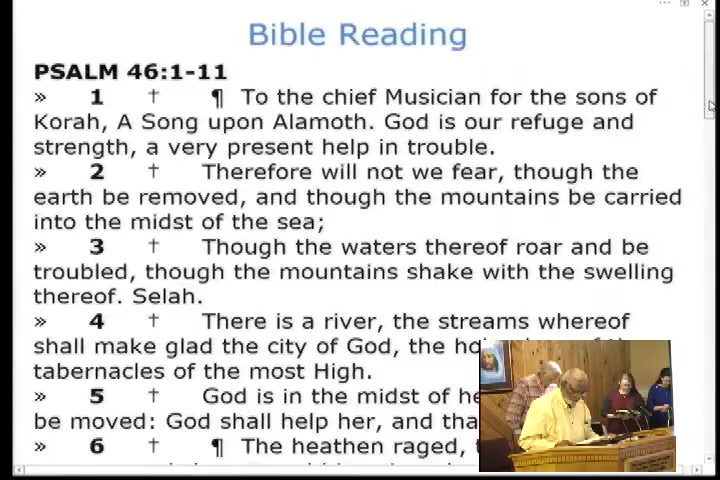 Bible Reading
PSALM 46:1-11
» 1 † ¶ To the chief Musician for the sons of
Korah, A Song upon Alamoth. God is our refuge and
strength, a very present help in trouble.
» 2 † Therefore will not we fear, though the
earth be removed, and though the mountains be carried
into the midst of the sea;
» 3 † Though the waters thereof roar and be
troubled, though the mountains shake with the swelling
thereof. Selah.
» 4 † There is a river, the streams whereof
shall make glad the city of God, the
tabernacles of the most High.
» 5 † God is in the midst of
be moved: God shall help her, and
» 6 † ¶ The heathen raged,